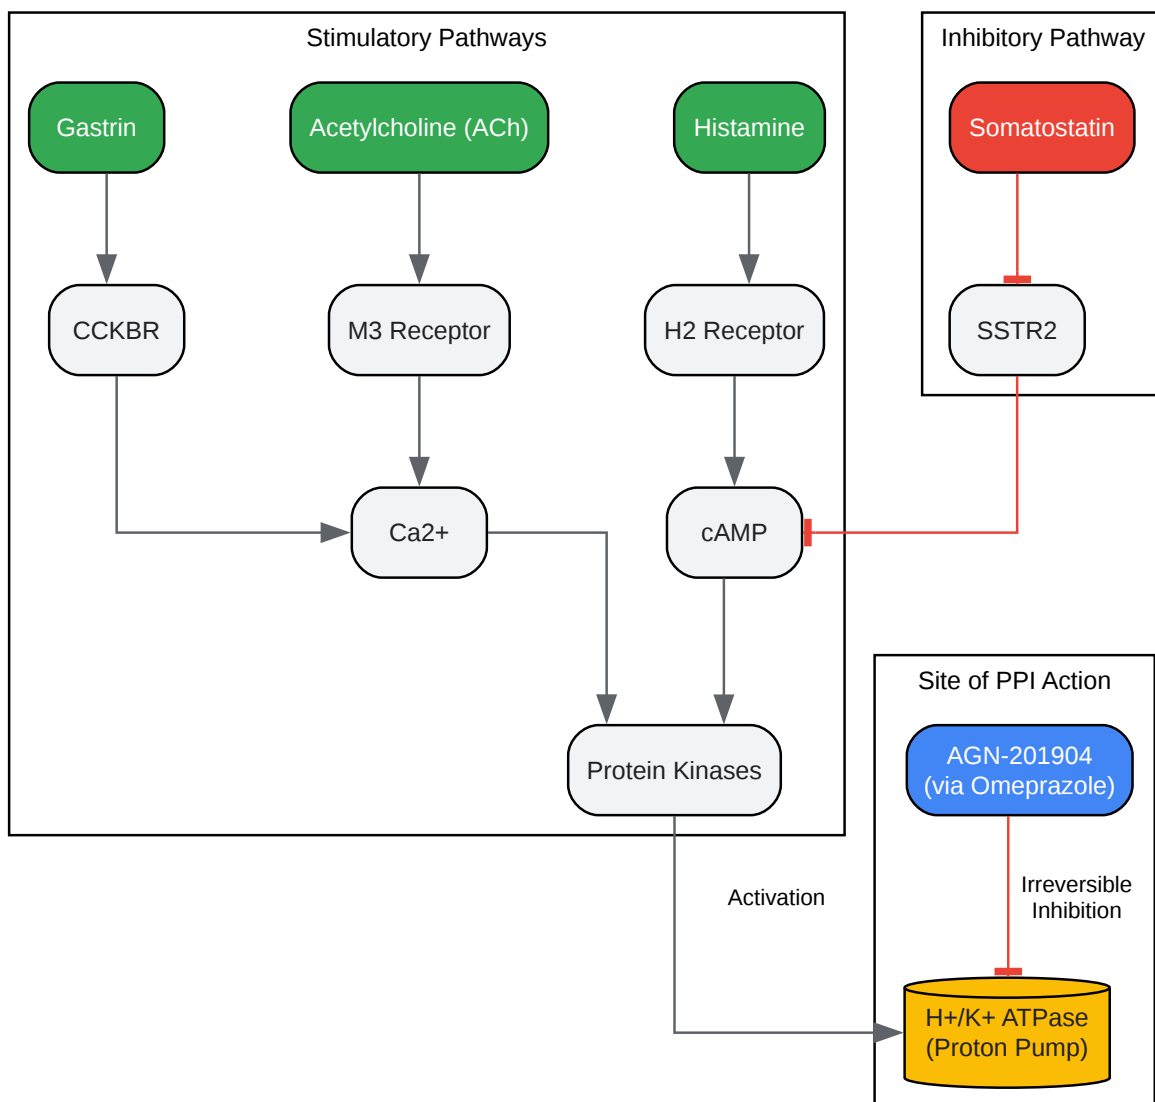 Stimulatory Pathways
Inhibitory Pathway
Gastrin
Acetylcholine (ACh)
Histamine
Somatostatin
CCKBR
M3 Receptor
H2 Receptor
SSTR2
Ca2+
cAMP
Site of PPI Action
Protein Kinases
AGN-201904
(via Omeprazole)
Activation
Irreversible
Inhibition
H+/K+ ATPase
(Proton Pump)